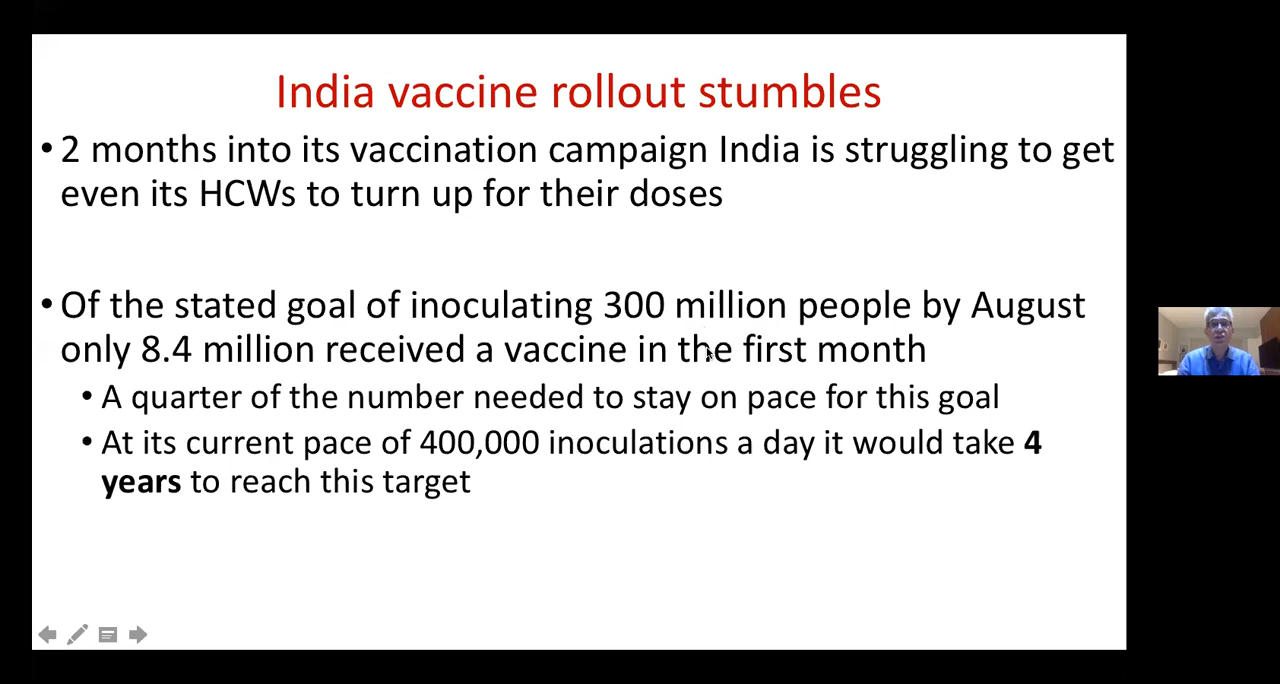 India vaccine rollout stumbles
• 2 months into its vaccination campaign India is struggling to get
even its HCWs to turn up for their doses
• Of the stated goal of inoculating 300 million people by August
only 8.4 million received a vaccine in the first month
• A quarter of the number needed to stay on pace for this goal
• At its current pace of 400,000 inoculations a day it would take 4
years to reach this target